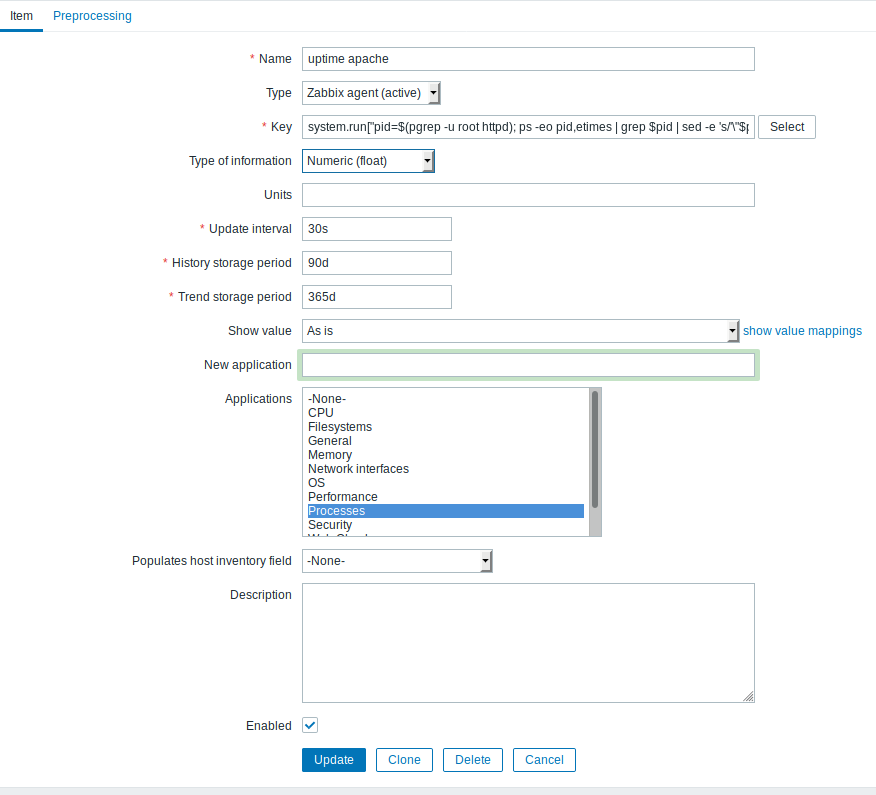 Item Preprocessing
* Name uptime apache
Type Zabbix agent (active)
* Key system.run["pid=$(pgrep -u root httpd); ps -eo pid,etimes | grep $pid | sed -e 's/'\"$p Select
Type of information Numeric (float)
Units
* Update interval 30s
* History storage period 90d
* Trend storage period 365d
Show value As is show value mappings
New application
Applications -None-
CPU
Filesystems
General
Memory
Network interfaces
OS
Performance
Processes
Security
Populates host inventory field -None-
Description
Enabled
Update Clone Delete Cancel